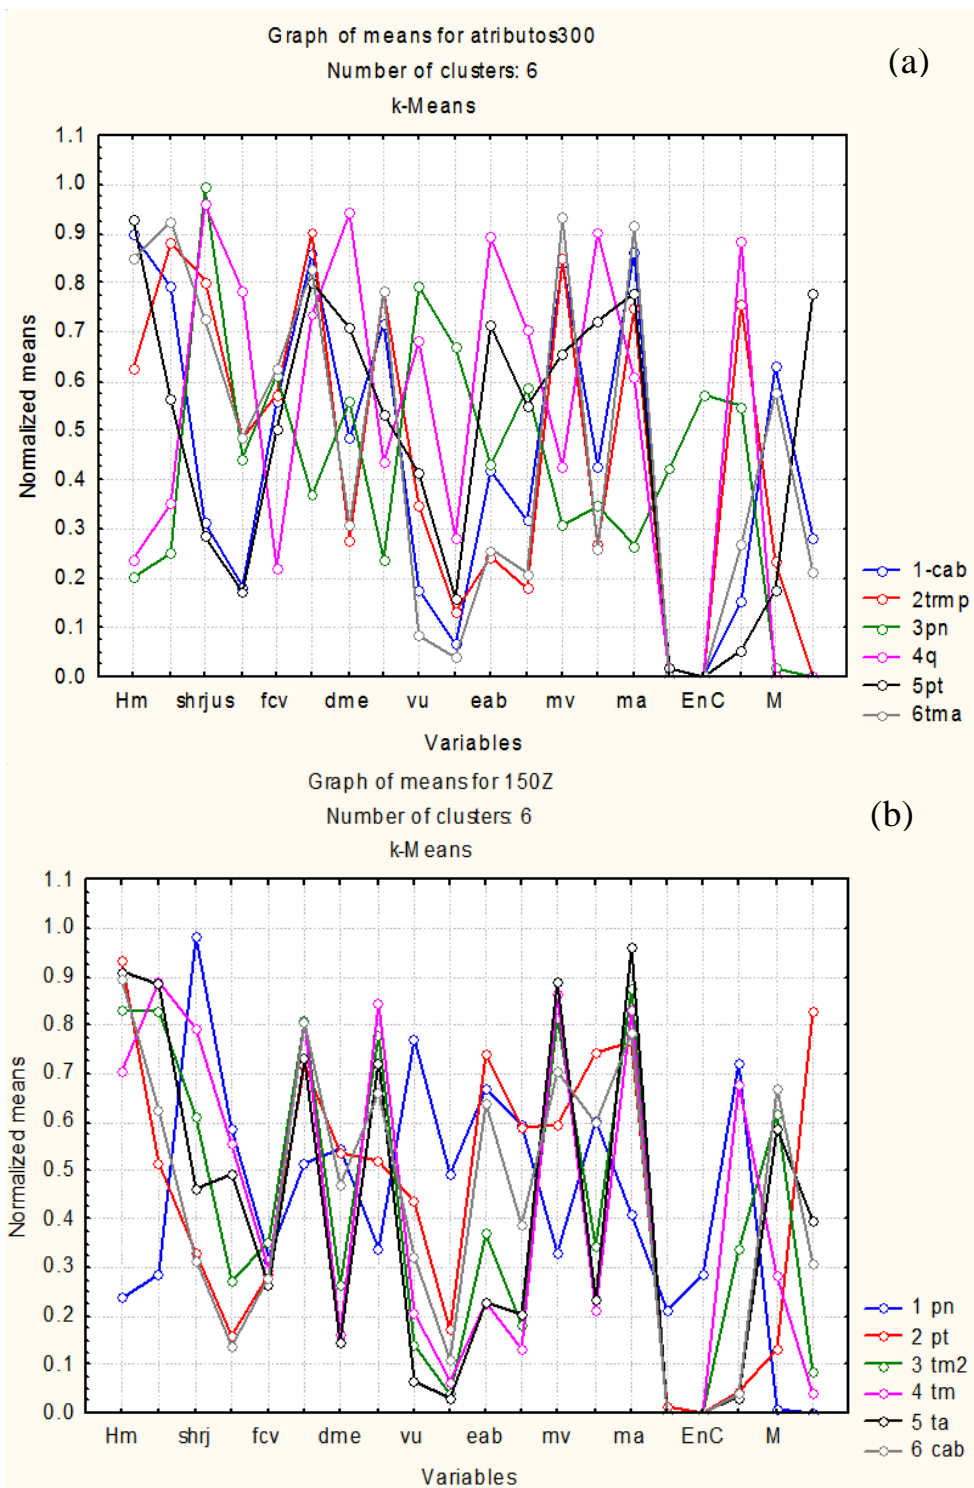 Graph of means for atributos300
(a)
Number of clusters: 6
k-Means
1.1
1.0
0.9
0.8
0.7
0.6
0.5
0.4
0.3
0.2
0.1
0.0
Normalized means
Hm shrjus fcv dme vu eab mv ma EnC M
Variables
1-cab
2trmp
3pn
4q
5pt
6tma
Graph of means for 150Z
Number of clusters: 6
(b)
k-Means
1.1
1.0
0.9
0.8
0.7
0.6
0.5
0.4
0.3
0.2
0.1
0.0
Normalized means
Hm shrj fcv dme vu eab mv ma EnC M
Variables
1 pn
2 pt
3 tm2
4 tm
5 ta
6 cab